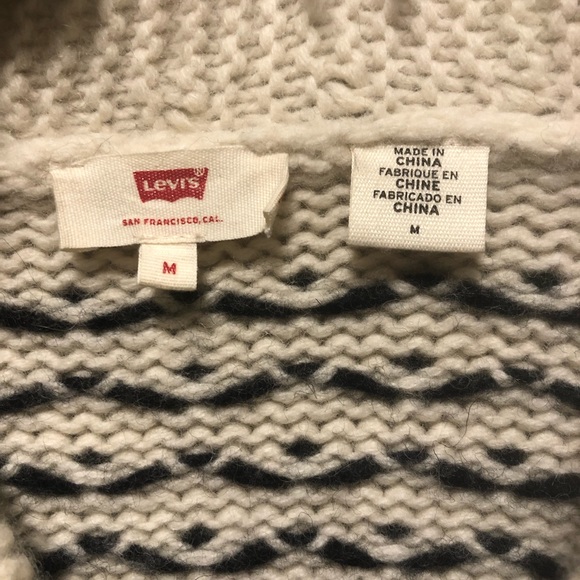 LEVI'S®
SAN FRANCISCO, CAL.
M
MADE IN
CHINA
FABRIQUE EN
CHINE
FABRICADO EN
CHINA
M